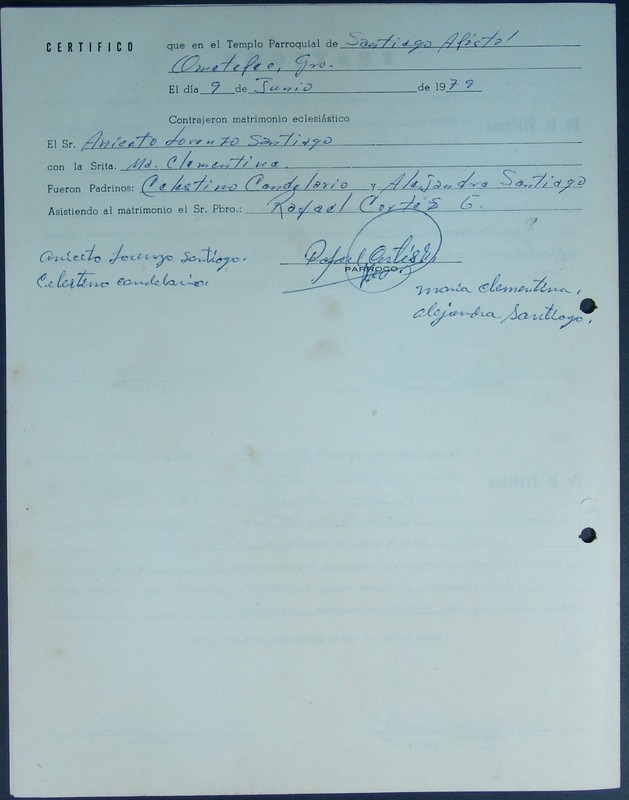 CERTIFICO que en el Templo Parroquial de Santiago Apóstol
Ometepec, Gro.
El día 9 de Junio de 1979
Contrajeron matrimonio eclesiástico
El Sr. Aniceto Lorenzo Santiago
con la Srita. Ma. Clementina.
Fueron Padrinos: Celestino Candelario y Alejandra Santiago
Asistiendo al matrimonio el Sr. Pbro.: Rafael Cortés G.
Aniceto Lorenzo Santiago.
Rafael Cortés G.
PARROCO,
Celestino candelario.
maría clementina.
alejandra Santiago.